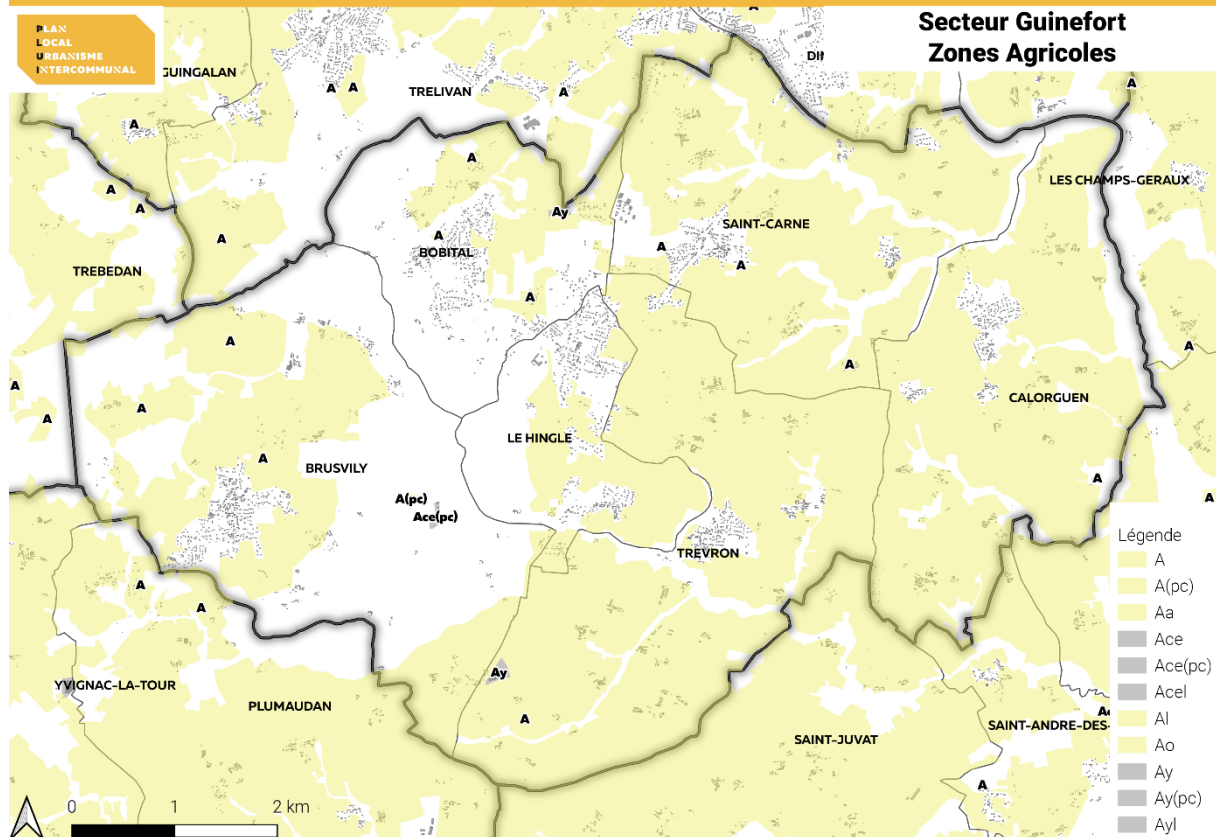 PLAN
LOCAL
URBANISME
INTERCOMMUNAL
Secteur Guinefort
Zones Agricoles
A
GUINGALAN
TRELIVAN
A
A
A
A
A
A
A
LES CHAMPS-GERAUX
A
A
Ay
SAINT-CARNE
A
BOBITAL
A
A
A
TREBEDAN
A
A
A
A
A
A
CALORGUEN
A
A
LE HINGLE
A
BRUSVILY
A
A(pc)
A
Ace(pc)
TREVRON
A
A
Ay
YVIGNAC-LA-TOUR
PLUMAUDAN
A
SAINT-JUVAT
SAINT-ANDRE-DES-
A
Légende
A
A(pc)
Aa
Ace
Ace(pc)
Acel
Al
Ao
Ay
Ay(pc)
Ayl
0 1 2 km